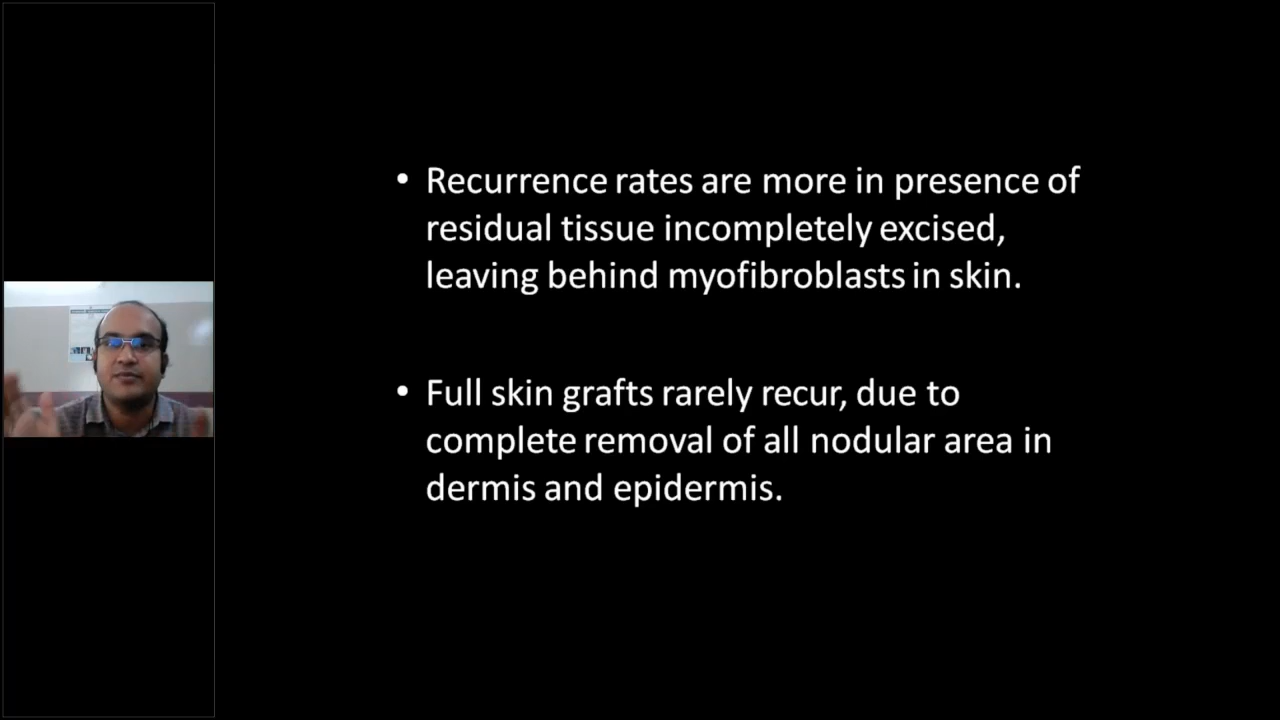 • Recurrence rates are more in presence of
residual tissue incompletely excised,
leaving behind myofibroblasts in skin.
• Full skin grafts rarely recur, due to
complete removal of all nodular area in
dermis and epidermis.